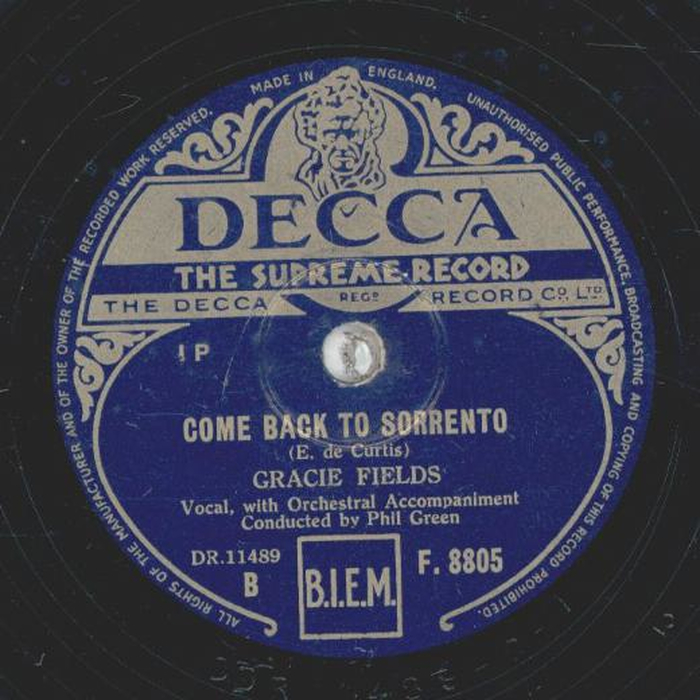 MADE IN ENGLAND.
ALL RIGHTS OF THE MANUFACTURER AND OF THE OWNER OF THE RECORDED WORK RESERVED.
UNAUTHORISED PUBLIC PERFORMANCE. BROADCASTING AND COPYING OF THIS RECORD PROHIBITED.
DECCA
THE SUPREME RECORD
THE DECCA REGD RECORD CO. LTD.
1P
COME BACK TO SORRENTO
(E. de Curtis)
GRACIE FIELDS
Vocal, with Orchestral Accompaniment
Conducted by Phil Green
DR.11489
B
B.I.E.M.
F. 8805